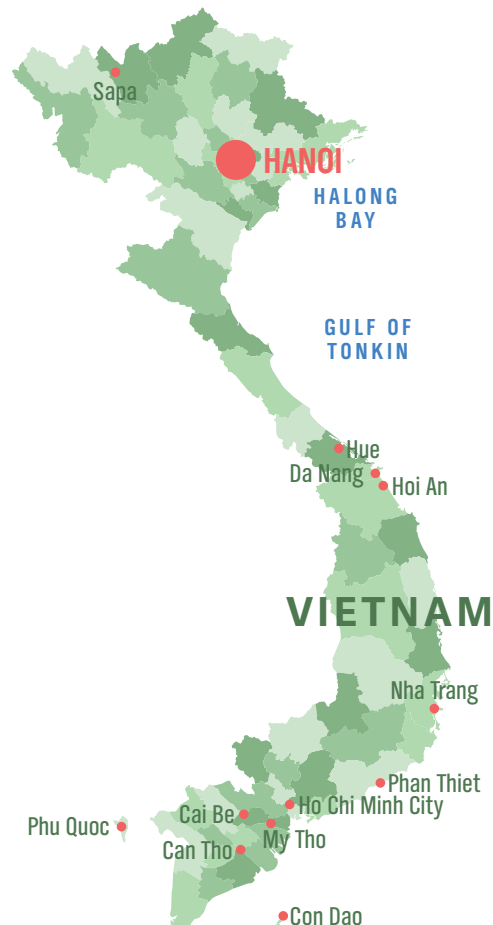 Sapa
HANOI
HALONG
BAY
GULF OF
TONKIN
Hue
Da Nang
Hoi An
VIETNAM
Nha Trang
Phan Thiet
Ho Chi Minh City
Cai Be
Phu Quoc
My Tho
Can Tho
Con Dao